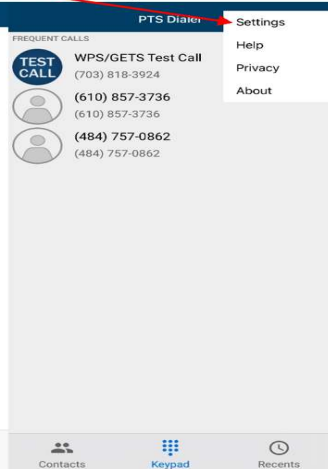 PTS Dialer
Settings
Help
Privacy
About
FREQUENT CALLS
TEST
CALL
WPS/GETS Test Call
(703) 818-3924
(610) 857-3736
(610) 857-3736
(484) 757-0862
(484) 757-0862
Contacts
Keypad
Recents